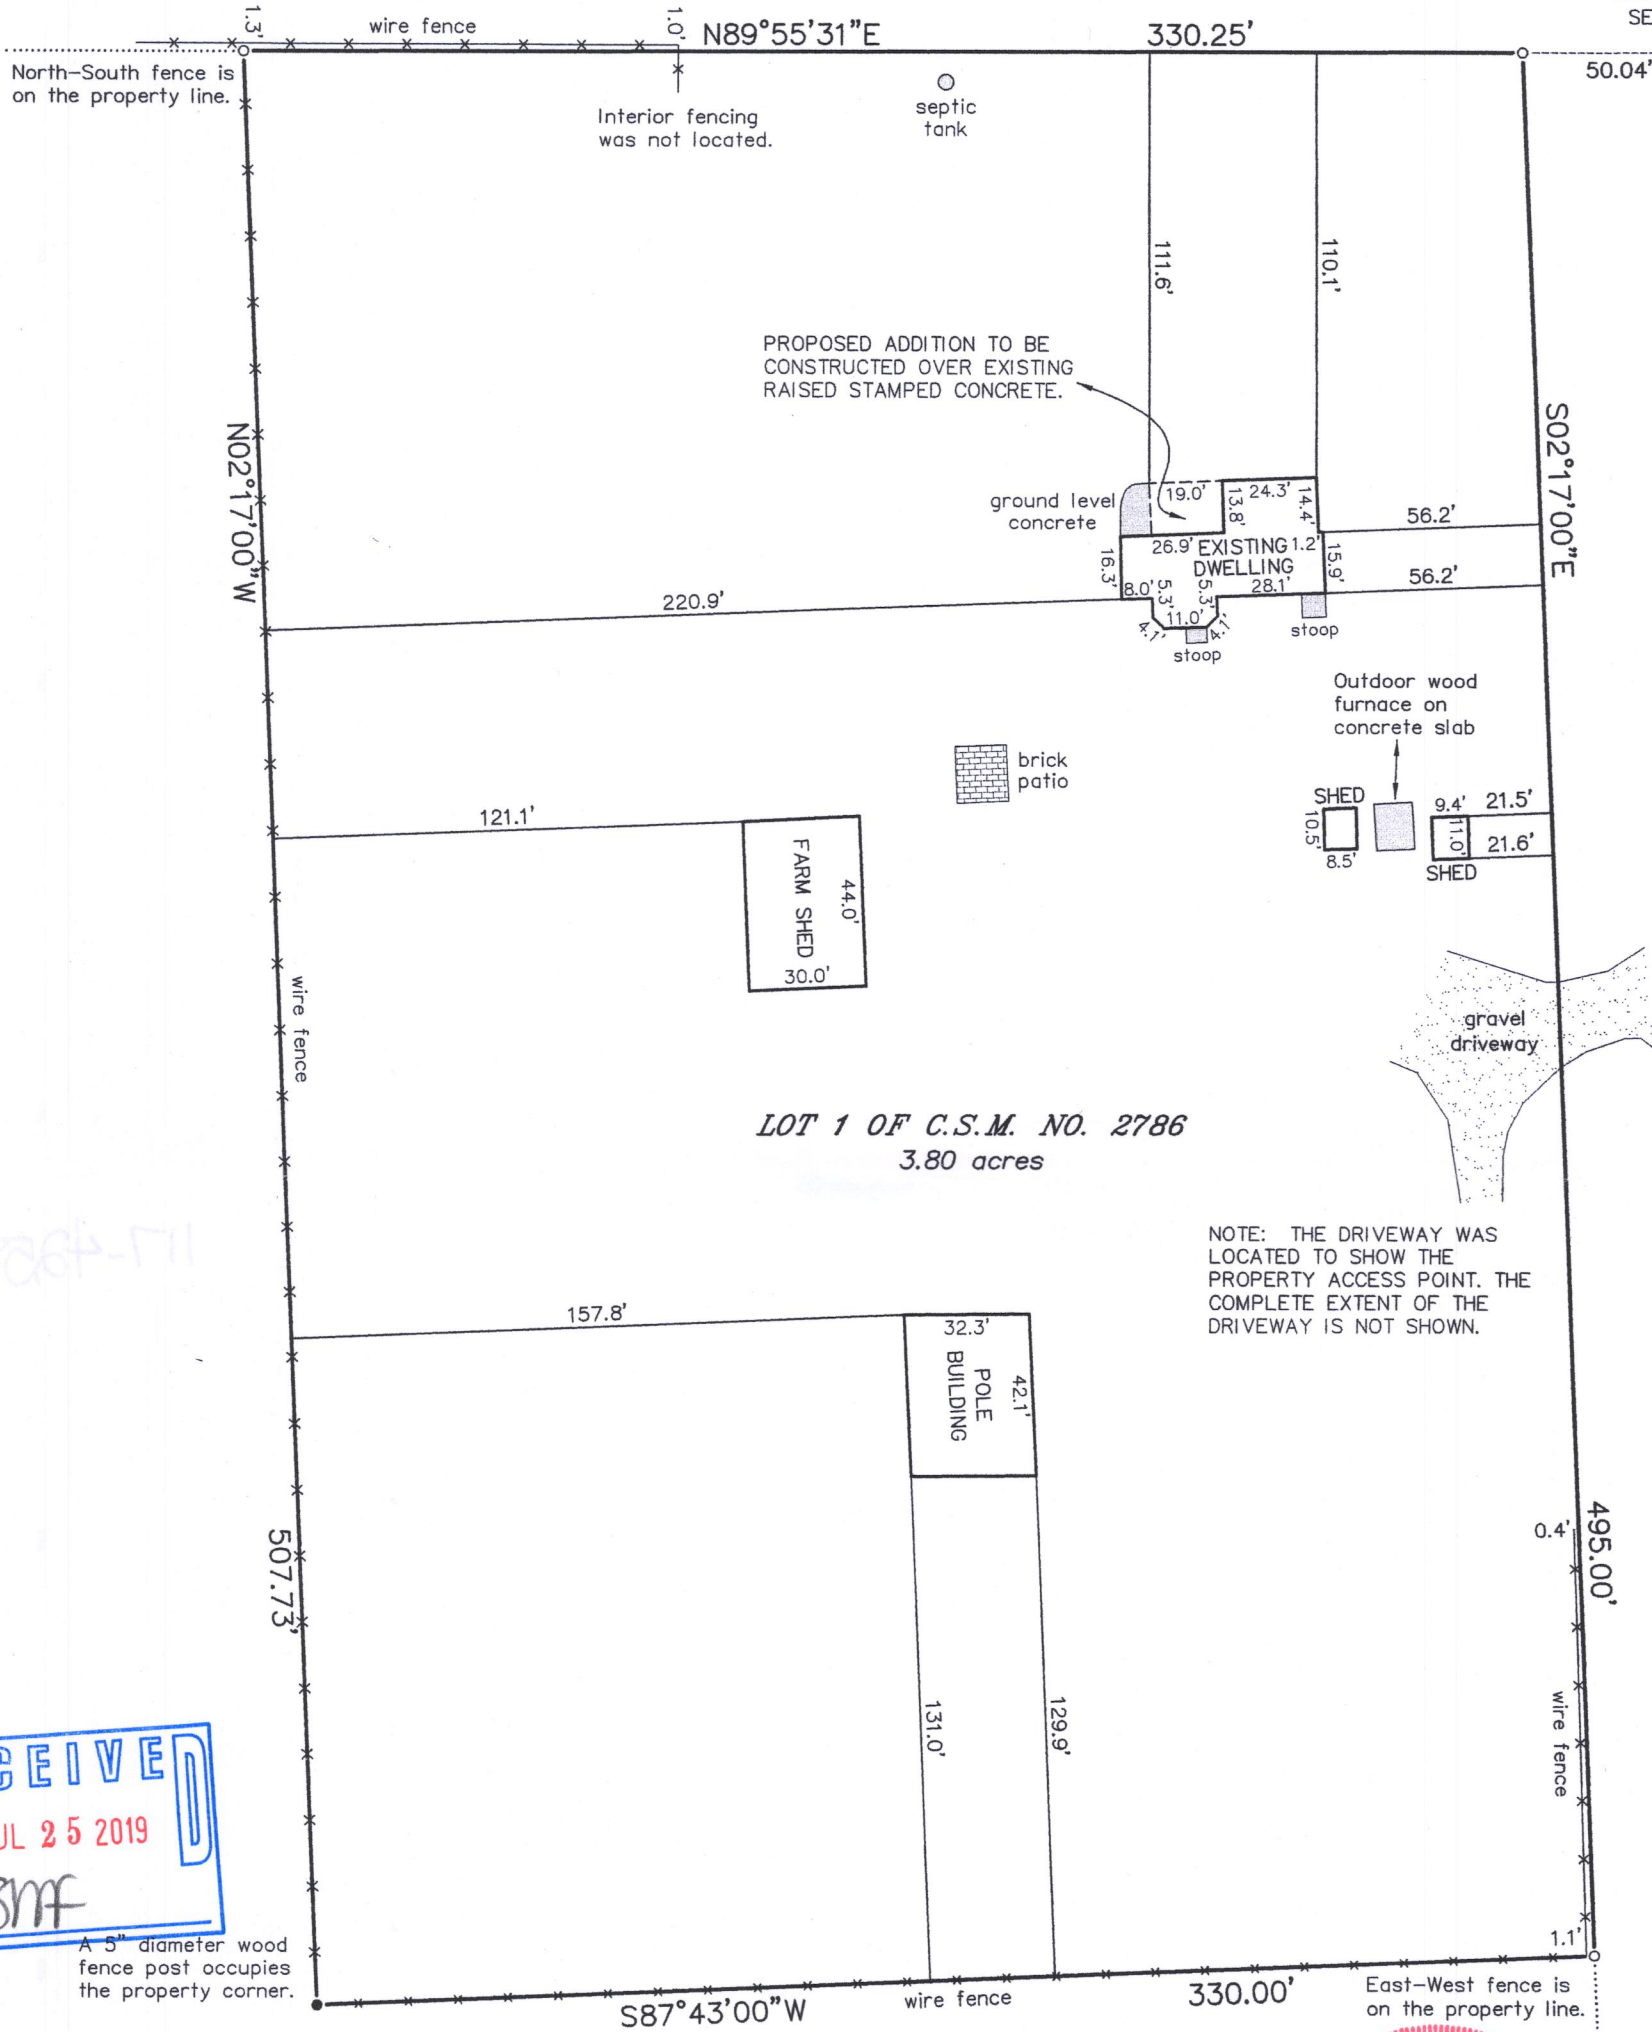 1.3'
wire fence
1.0'
N89°55'31"E
330.25'
SE
50.04'
North-South fence is
on the property line.
Interior fencing
was not located.
septic
tank
111.6'
110.1'
PROPOSED ADDITION TO BE
CONSTRUCTED OVER EXISTING
RAISED STAMPED CONCRETE.
N02°17'00"W
S02°17'00"E
ground level
concrete
19.0'
13.8'
24.3'
14.4'
56.2'
26.9'
EXISTING
DWELLING
1.2'
15.9'
16.3'
8.0'
5.3'
5.3'
28.1'
56.2'
11.0'
4.1'
4.1'
stoop
stoop
220.9'
Outdoor wood
furnace on
concrete slab
brick
patio
SHED
10.5'
8.5'
9.4'
11.0'
SHED
21.5'
21.6'
121.1'
FARM SHED
44.0'
30.0'
wire fence
gravel
driveway
LOT 1 OF C.S.M. NO. 2786
3.80 acres
NOTE: THE DRIVEWAY WAS
LOCATED TO SHOW THE
PROPERTY ACCESS POINT. THE
COMPLETE EXTENT OF THE
DRIVEWAY IS NOT SHOWN.
157.8'
32.3'
POLE
BUILDING
42.1'
507.73'
0.4'
495.00'
131.0'
129.9'
wire fence
CEIVED
UL 25 2019
A 5" diameter wood
fence post occupies
the property corner.
1.1'
S87°43'00"W
wire fence
330.00'
East-West fence is
on the property line.